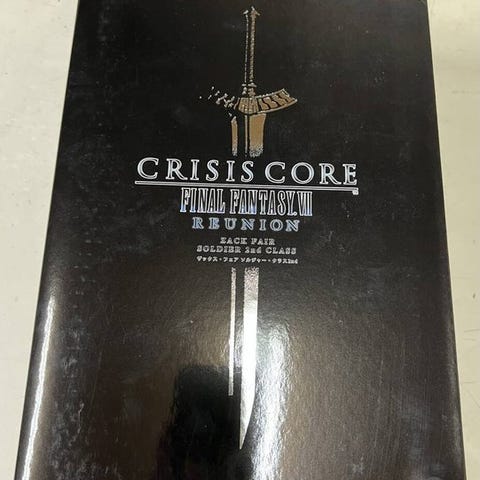 CRISIS CORE
FINAL FANTASY VII
REUNION
ZACK FAIR
SOLDIER 2nd CLASS
ザックス・フェア ソルジャー・クラス2nd